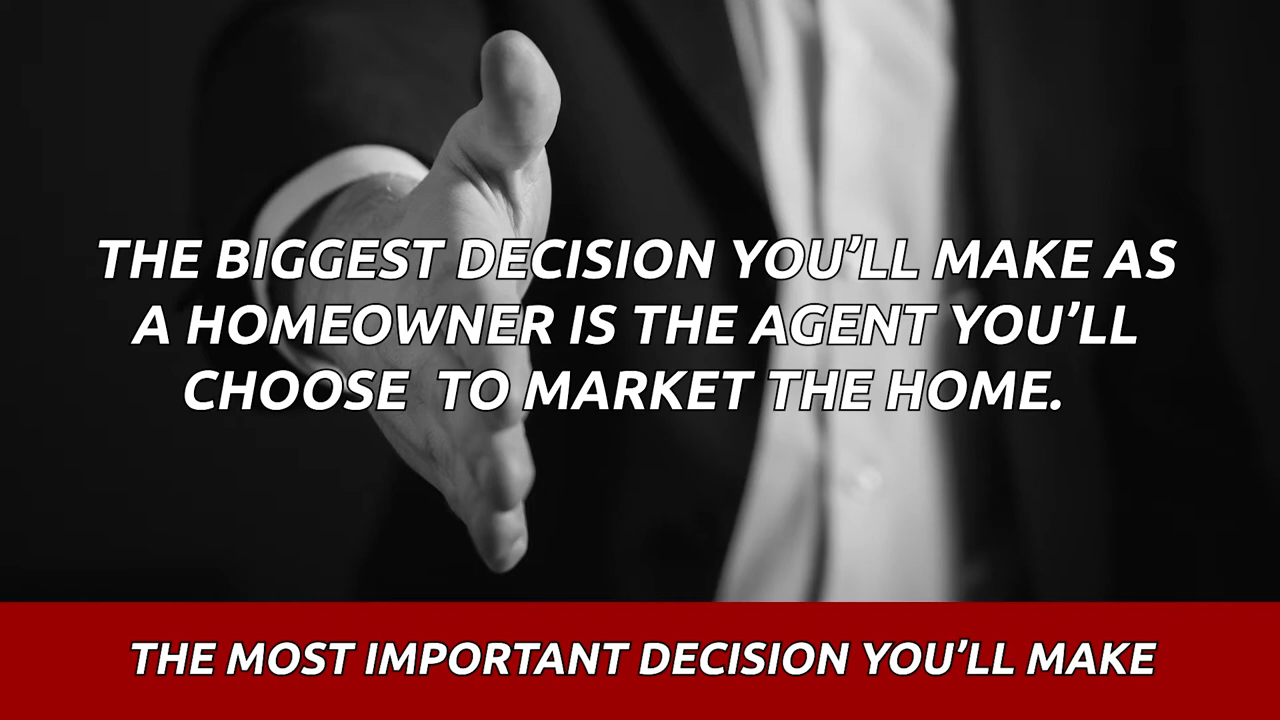 THE BIGGEST DECISION YOU’LL MAKE AS
A HOMEOWNER IS THE AGENT YOU’LL
CHOOSE  TO MARKET THE HOME.
THE MOST IMPORTANT DECISION YOU’LL MAKE